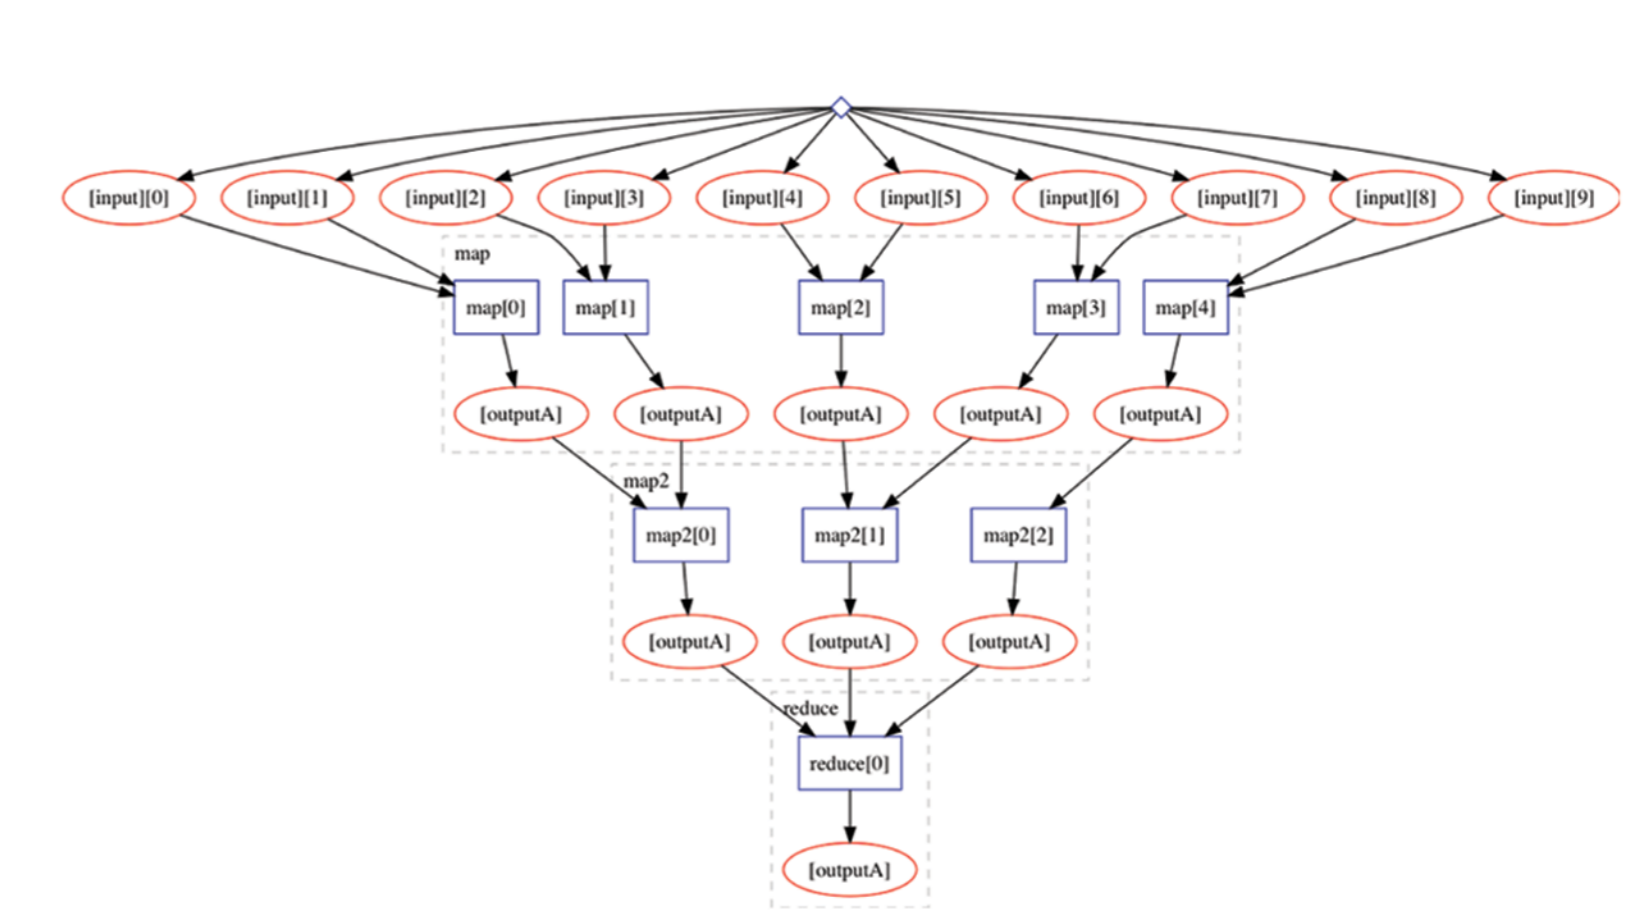 [input][0] [input][1] [input][2] [input][3] [input][4] [input][5] [input][6] [input][7] [input][8] [input][9]
map
map[0] map[1] map[2] map[3] map[4]
[outputA] [outputA] [outputA] [outputA] [outputA]
map2
map2[0] map2[1] map2[2]
[outputA] [outputA] [outputA]
reduce
reduce[0]
[outputA]